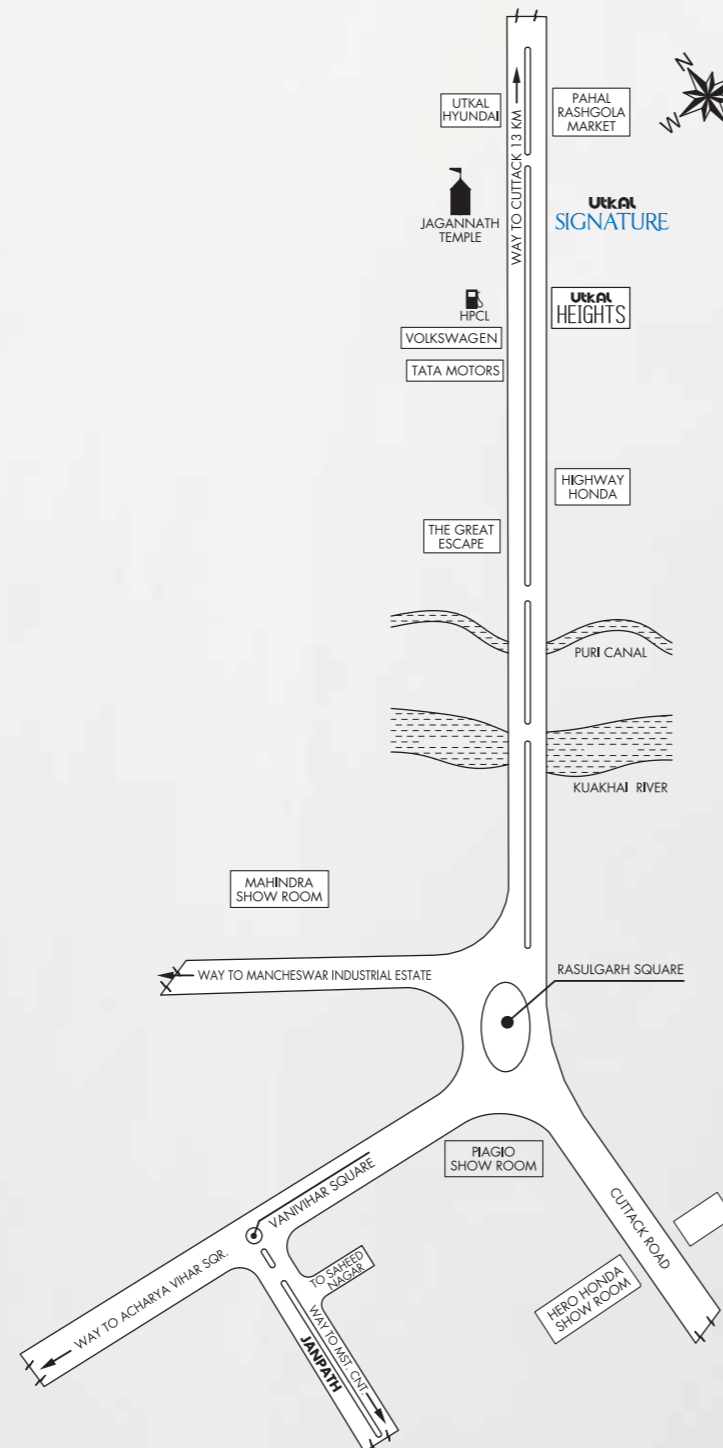 N
W
UTKAL
HYUNDAI
PAHAL
RASHGOLA
MARKET
WAY TO CUTTACK 13 KM
JAGANNATH
TEMPLE
UtKAL
SIGNATURE
HPCL
UtKAL
HEIGHTS
VOLKSWAGEN
TATA MOTORS
HIGHWAY
HONDA
THE GREAT
ESCAPE
PURI CANAL
KUAKHAI RIVER
MAHINDRA
SHOW ROOM
WAY TO MANCHESWAR INDUSTRIAL ESTATE
RASULGARH SQUARE
PIAGIO
SHOW ROOM
VANIVIHAR SQUARE
CUTTACK ROAD
WAY TO ACHARYA VIHAR SQR.
TO SAHEED
NAGAR
HERO HONDA
SHOW ROOM
WAY TO MST. CNT.
JANPATH